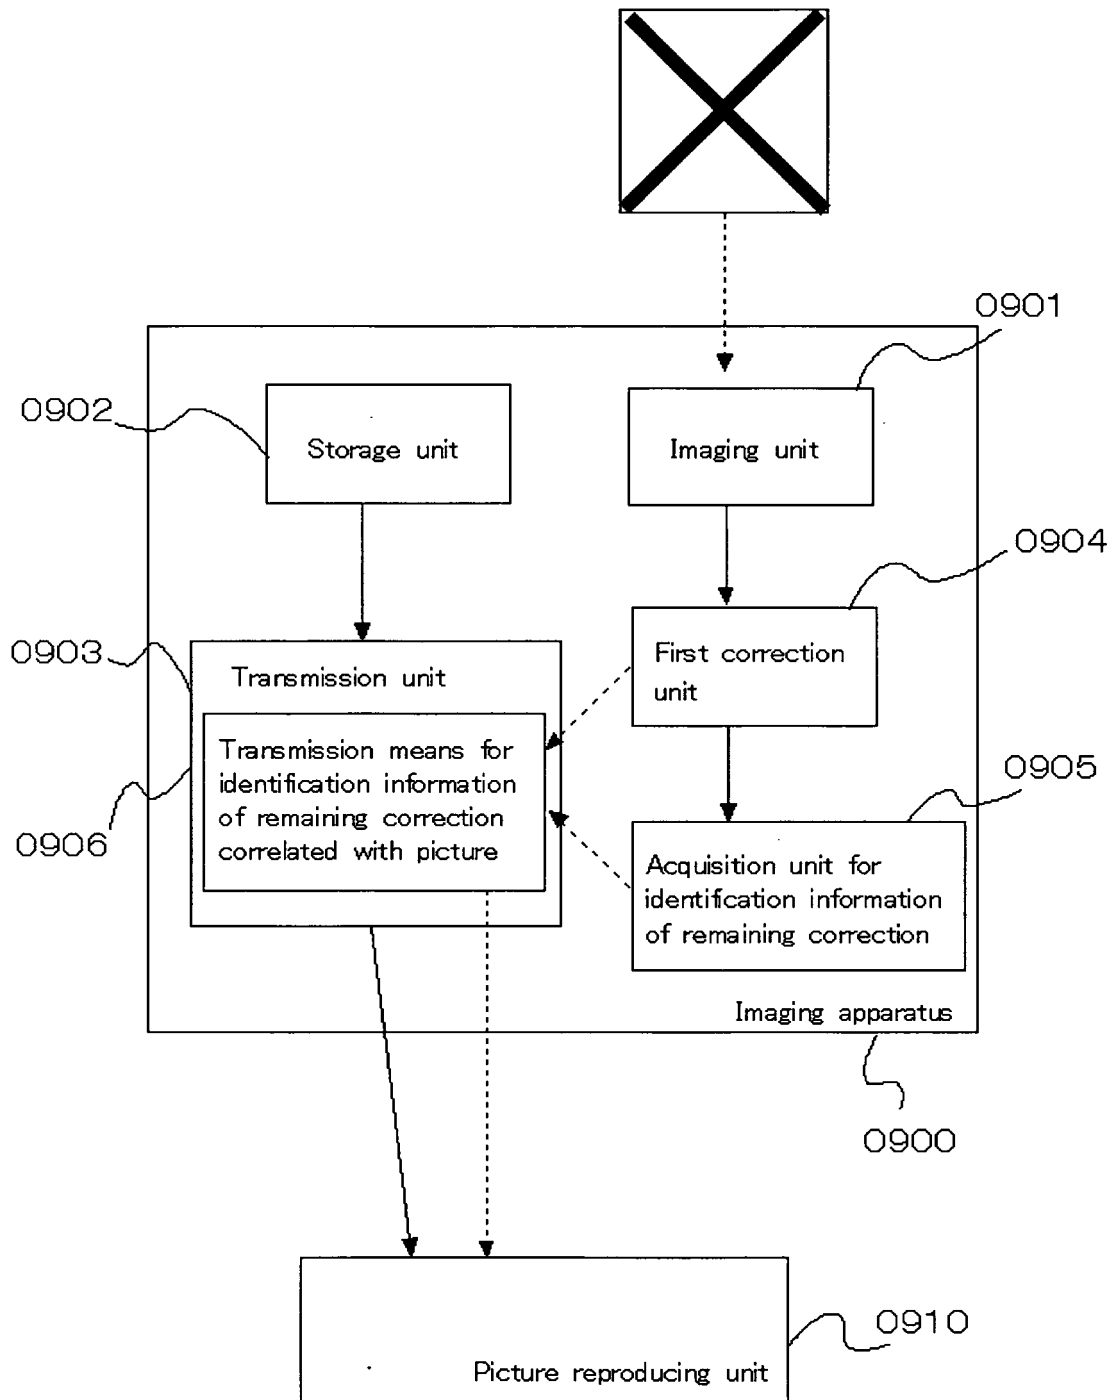 0901
0902
Storage unit
Imaging unit
0904
0903
Transmission unit
First correction
unit
Transmission means for
identification information
of remaining correction
correlated with picture
0905
0906
Acquisition unit for
identification information
of remaining correction
Imaging apparatus
0900
0910
Picture reproducing unit